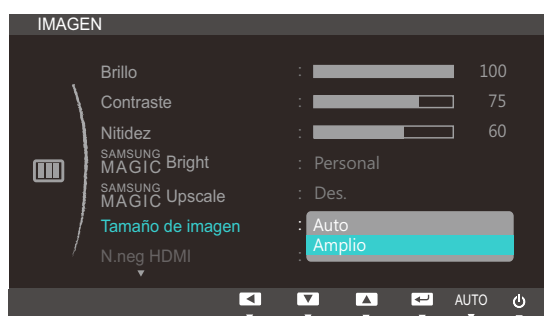 IMAGEN
Brillo : 100
Contraste : 75
Nitidez : 60
SAMSUNG MAGIC Bright : Personal
SAMSUNG MAGIC Upscale : Des.
Tamaño de imagen : Auto
Amplio
N.neg HDMI :
AUTO